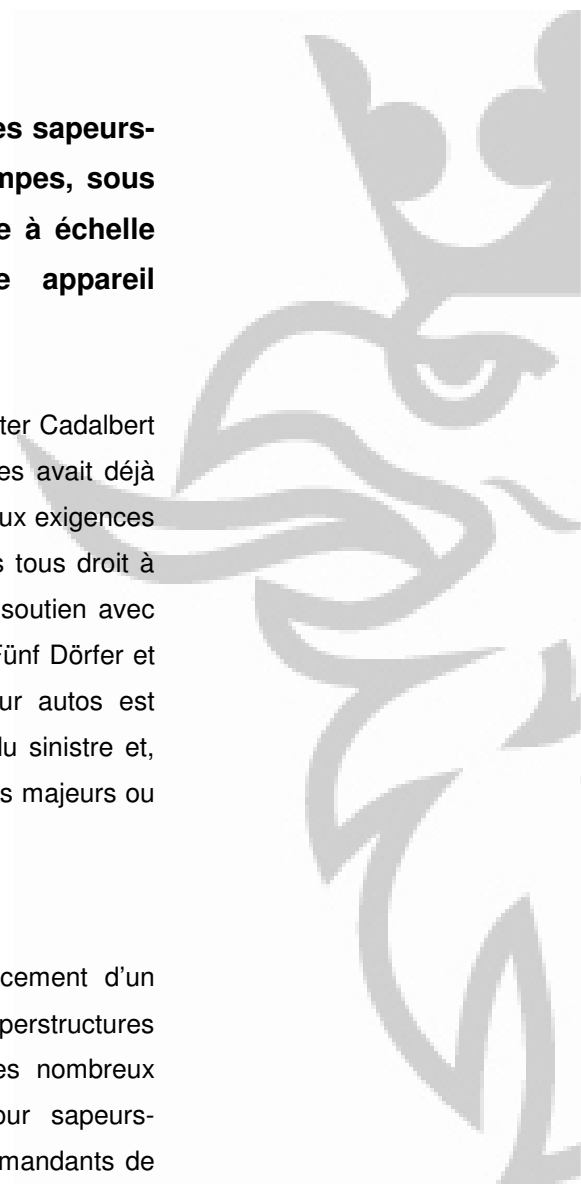 es sapeurs-
mpes, sous
e à échelle
e appareil
ter Cadalbert
es avait déjà
ux exigences
s tous droit à
soutien avec
Fünf Dörfer et
ur autos est
lu sinistre et,
s majeurs ou
cement d'un
perstructures
es nombreux
our sapeurs-
mandants de